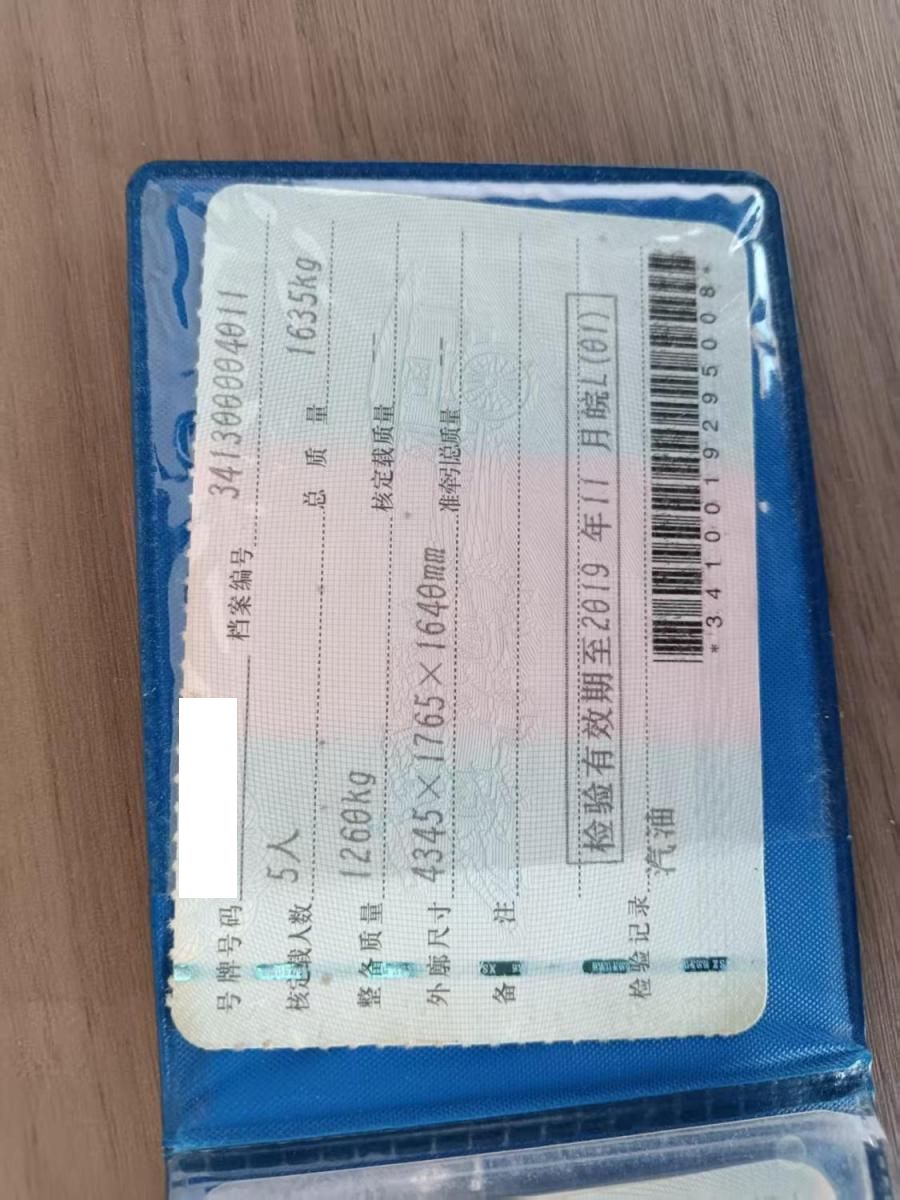 号牌号码 档案编号 341300004011
核定载人数 5人 总质量 1635kg
整备质量 1260kg 核定载质量 --
外廓尺寸 4345×1765×1640mm 准牵引总质量 --
备注
检验有效期至2019年11月皖L(01)
检验记录 汽油
*3410019295008*